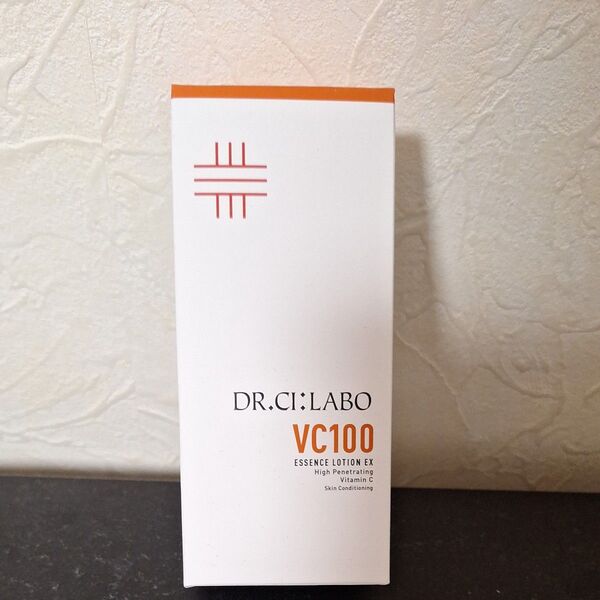 DR.CI:LABO
VC100
ESSENCE LOTION EX
High Penetrating
Vitamin C
Skin Conditioning